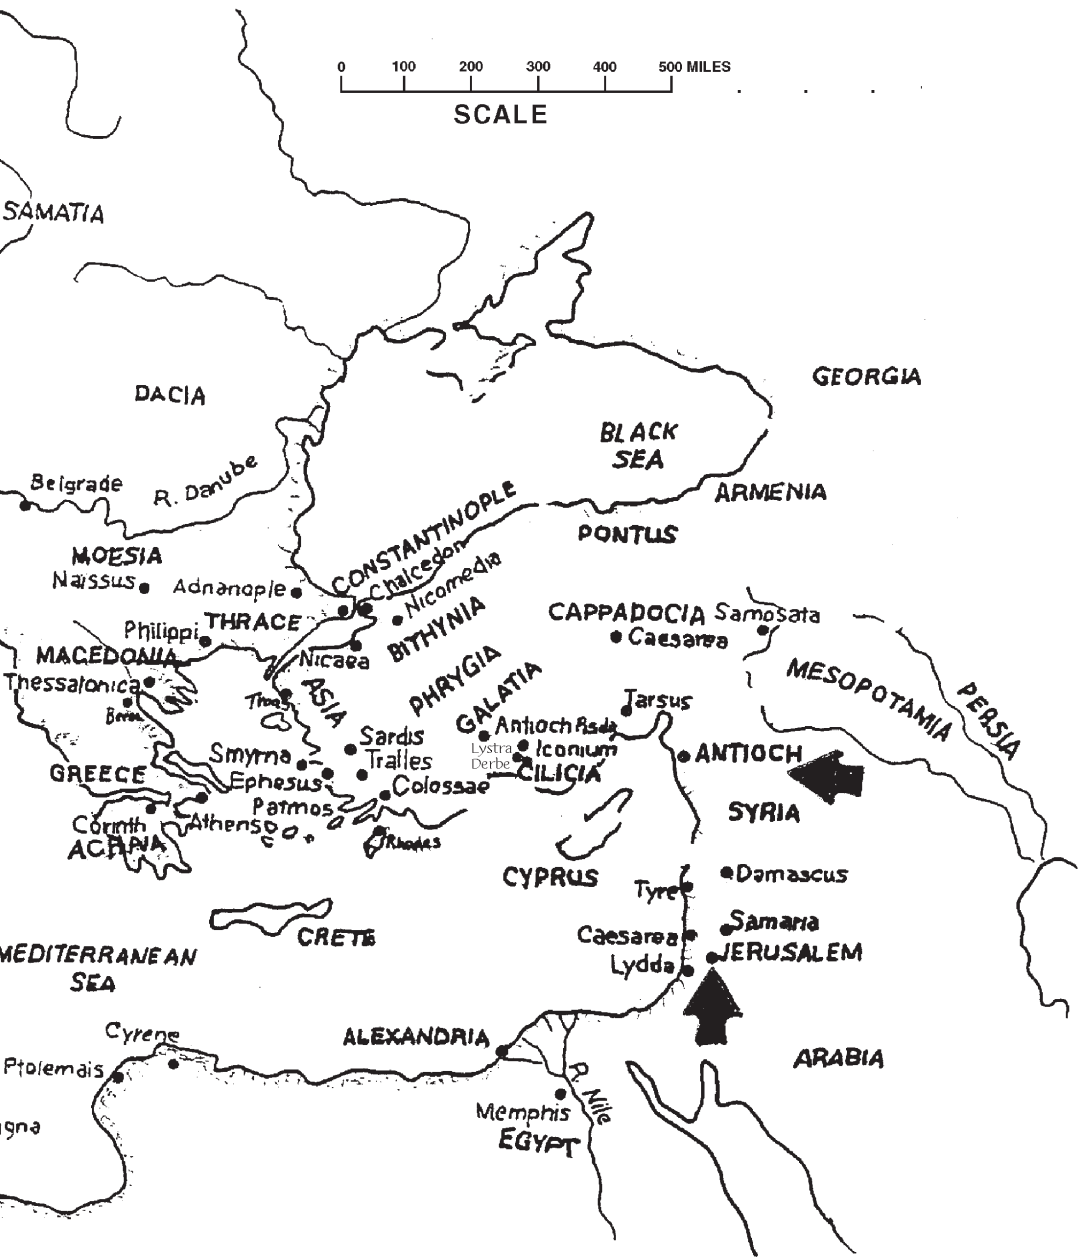 0 100 200 300 400 500 MILES
SCALE
SAMATIA
GEORGIA
DACIA
BLACK
SEA
Belgrade
R. Danube
ARMENIA
CONSTANTINOPLE
PONTUS
MOESIA
Chalcedon
Naissus
Adnanople
Nicomedia
THRACE
BITHYNIA
CAPPADOCIA
Samosata
Philippi
Caesarea
MACEDONIA
Nicaea
PHRYGIA
MESOPOTAMIA
PERSIA
Thessalonica
Troas
ASIA
GALATIA
Tarsus
Antioch
Sardis
Lystra
Iconium
ANTIOCH
Smyrna
Tralles
Derbe
CILICIA
GREECE
Ephesus
Colossae
Patmos
SYRIA
Corinth
Athens
Rhodes
ACHAIA
CYPRUS
Tyre
Damascus
CRETE
Samaria
Caesarea
JERUSALEM
Lydda
MEDITERRANEAN
SEA
Cyrene
ALEXANDRIA
ARABIA
Ptolemais
R. Nile
Memphis
EGYPT